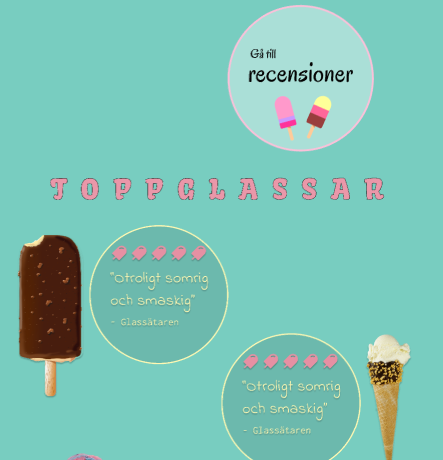 Gå till
recensioner
TOPPGLASSAR
"Otroligt somrig
och smaskig"
- Glassätaren
"Otroligt somrig
och smaskig"
- Glassätaren